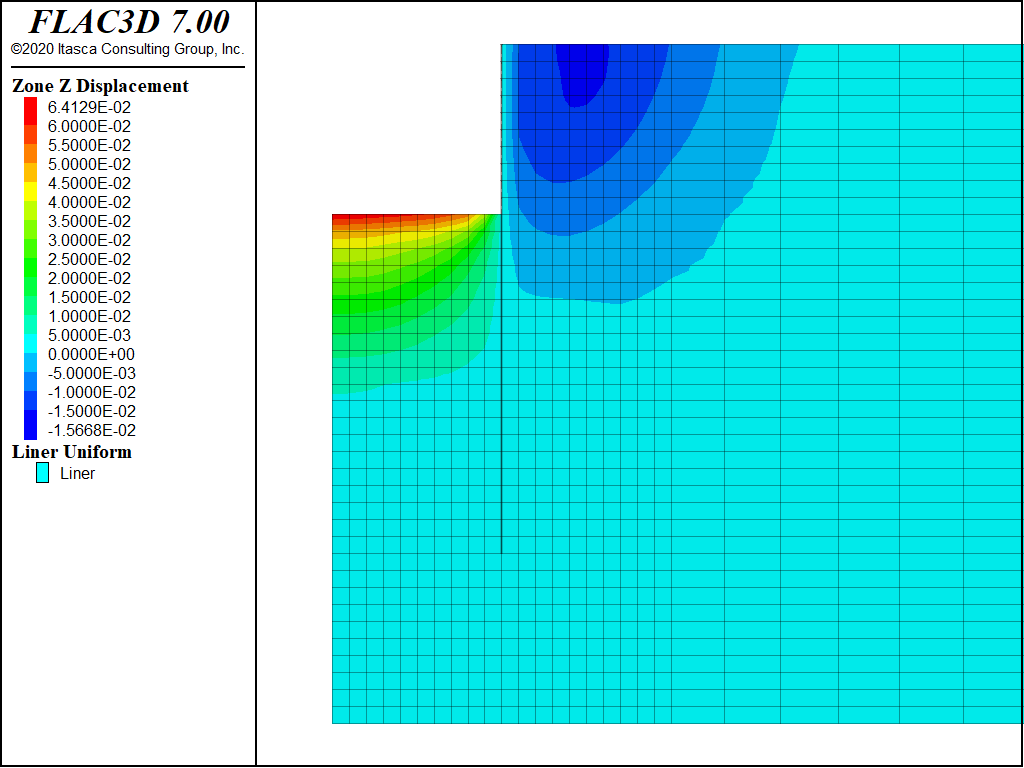 FLAC3D 7.00
©2020 Itasca Consulting Group, Inc.
Zone Z Displacement
6.4129E-02
6.0000E-02
5.5000E-02
5.0000E-02
4.5000E-02
4.0000E-02
3.5000E-02
3.0000E-02
2.5000E-02
2.0000E-02
1.5000E-02
1.0000E-02
5.0000E-03
0.0000E+00
-5.0000E-03
-1.0000E-02
-1.5000E-02
-1.5668E-02
Liner Uniform
Liner